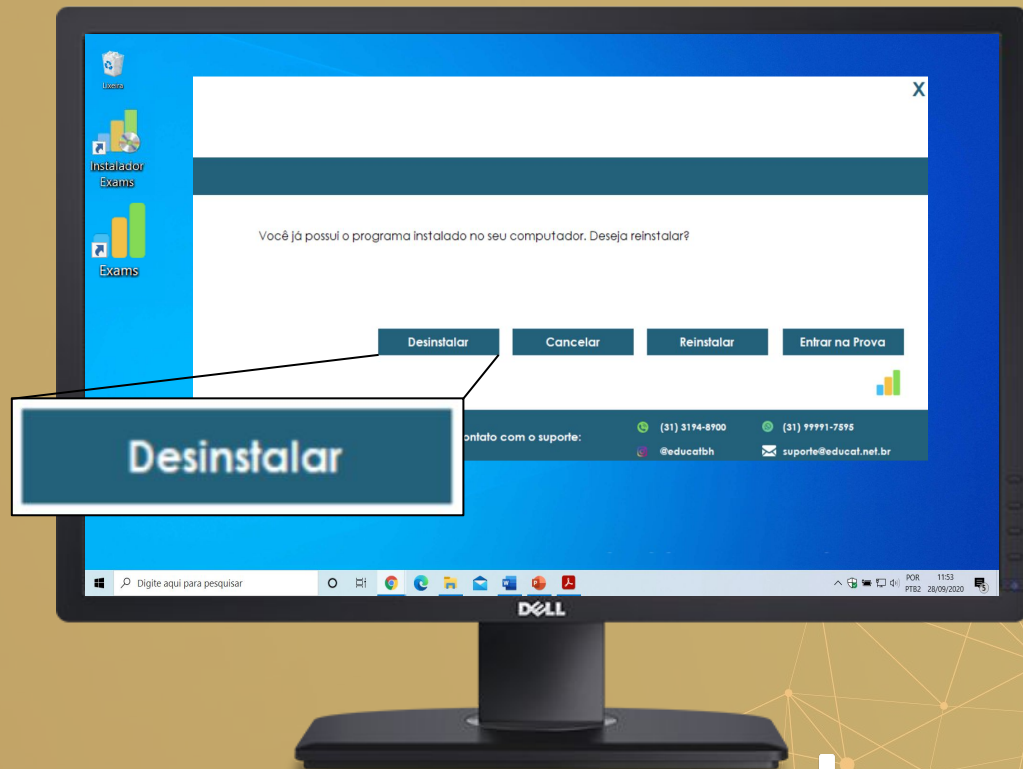 Lixeira
X
Instalador
Exams
Exams
Você já possui o programa instalado no seu computador. Deseja reinstalar?
Desinstalar
Cancelar
Reinstalar
Entrar na Prova
Desinstalar
ontato com o suporte:
(31) 3194-8900
(31) 99991-7595
@educatbh
suporte@educat.net.br
Digite aqui para pesquisar
POR
PTB2
11:53
28/09/2020
5
DELL